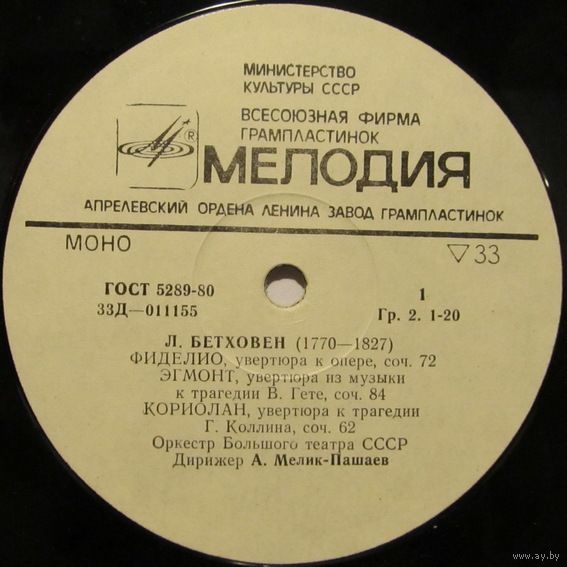 МИНИСТЕРСТВО
КУЛЬТУРЫ СССР
ВСЕСОЮЗНАЯ ФИРМА
ГРАМПЛАСТИНОК
®
МЕЛОДИЯ
АПРЕЛЕВСКИЙ ОРДЕНА ЛЕНИНА ЗАВОД ГРАМПЛАСТИНОК
МОНО ▽33
ГОСТ 5289-80 1
33Д—011155 Гр. 2. 1-20
Л. БЕТХОВЕН (1770—1827)
ФИДЕЛИО, увертюра к опере, соч. 72
ЭГМОНТ, увертюра из музыки
к трагедии В. Гете, соч. 84
КОРИОЛАН, увертюра к трагедии
Г. Коллина, соч. 62
Оркестр Большого театра СССР
Дирижер А. Мелик-Пашаев
www.ay.by